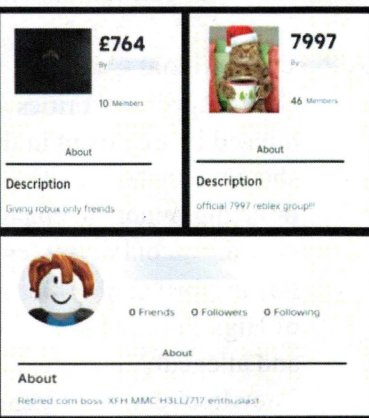 £764
By
10 Members
About
Description
Giving robux only freinds
7997
By
46 Members
About
Description
official 7997 reblex group!!!
0 Friends 0 Followers 0 Following
About
About
Retired com boss XFH MMC H3LL/717 enthusiast